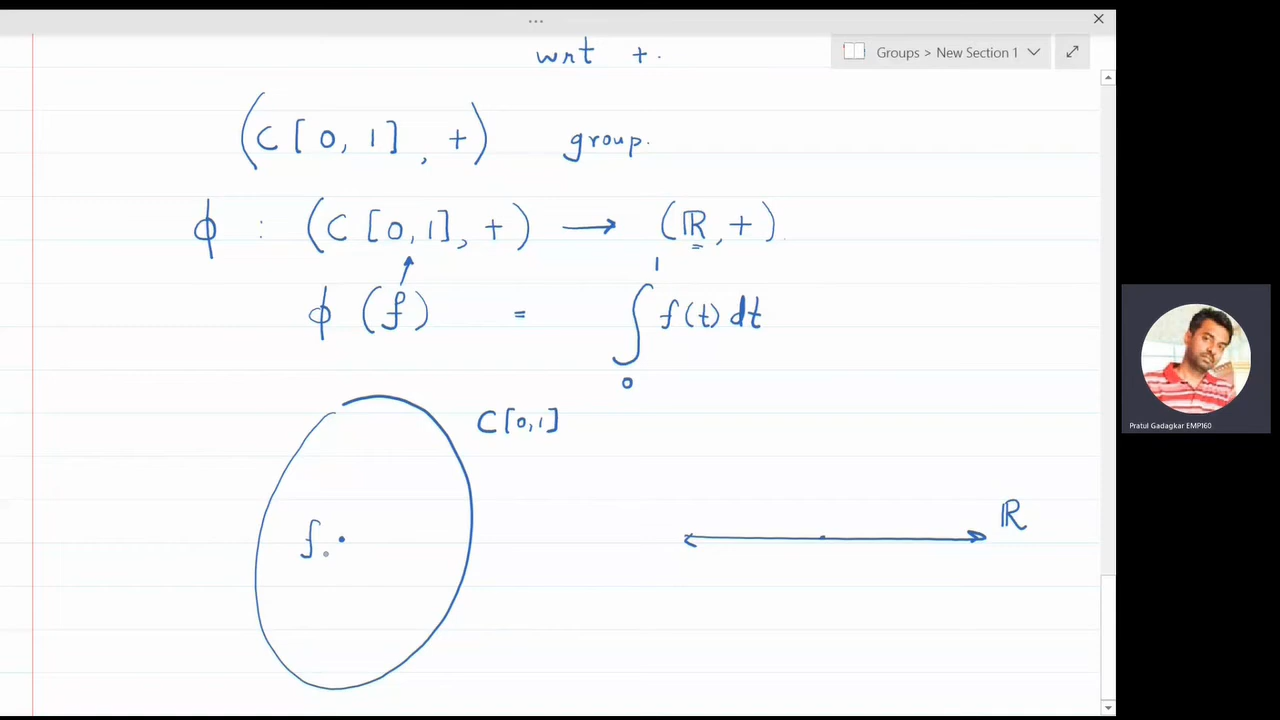 wrt +.
Groups > New Section 1
(C[0, 1], +) group.
ϕ : (C[0,1], +) ⟶ (ℝ, +).
ϕ (f) = ∫₀¹ f(t) dt
C[0,1]
f.
ℝ
Pratul Gadagkar EMP160